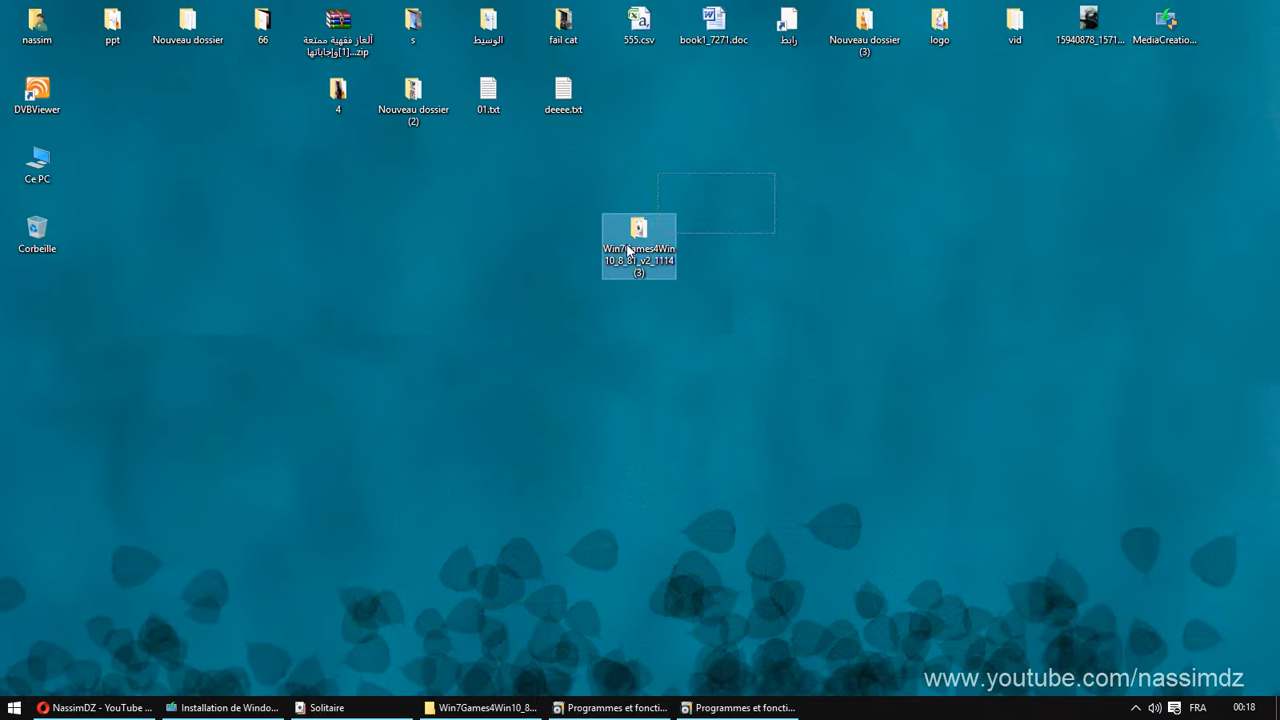 nassim
ppt
Nouveau dossier
66
ألغاز فقهية ممتعة
وإجاباتها[1]...zip
s
الوسيط
fail cat
555.csv
book1_7271.doc
رابط
Nouveau dossier
(3)
logo
vid
15940878_1571...
MediaCreatio...
DVBViewer
4
Nouveau dossier
(2)
01.txt
deeee.txt
Ce PC
Corbeille
Win7Games4Win
10_8_81_v2_1114
(3)
www.youtube.com/nassimdz
NassimDZ - YouTube ...
Installation de Windo...
Solitaire
Win7Games4Win10_8...
Programmes et foncti...
Programmes et foncti...
FR
00:18